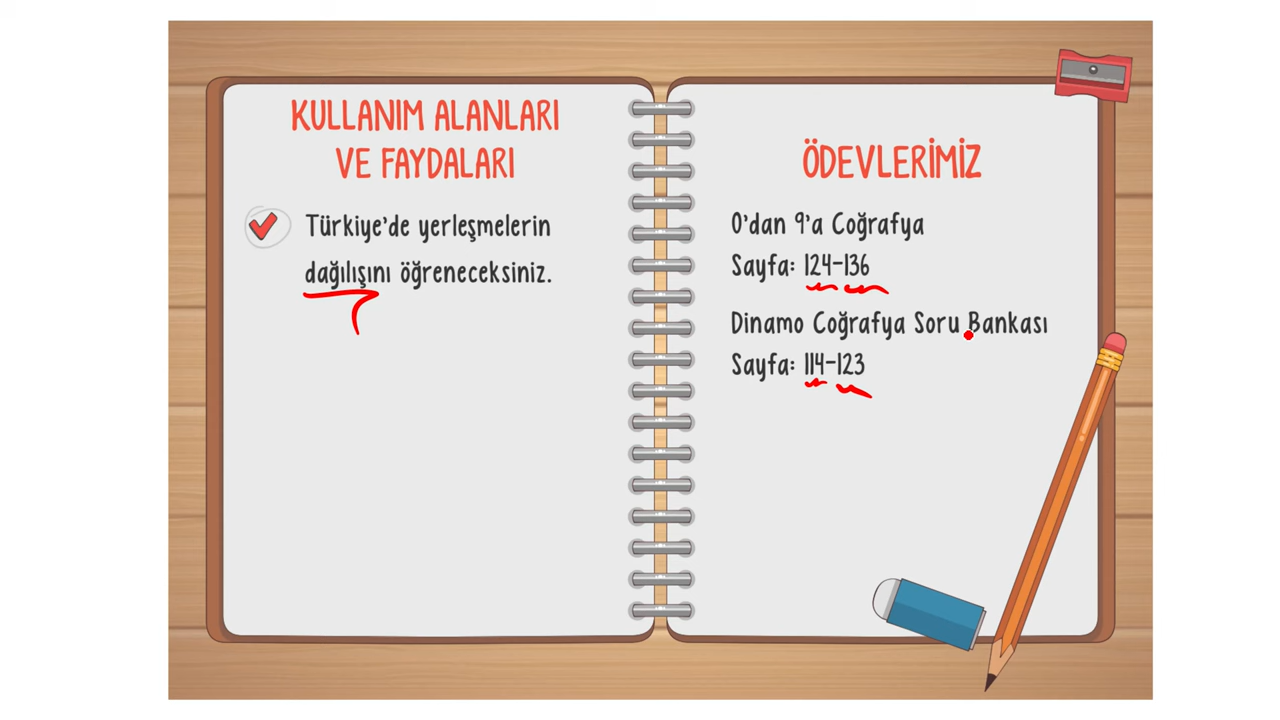 KULLANIM ALANLARI
VE FAYDALARI
Türkiye'de yerleşmelerin
dağılışını öğreneceksiniz.
ÖDEVLERİMİZ
0'dan 9'a Coğrafya
Sayfa: 124-136
Dinamo Coğrafya Soru Bankası
Sayfa: 114-123